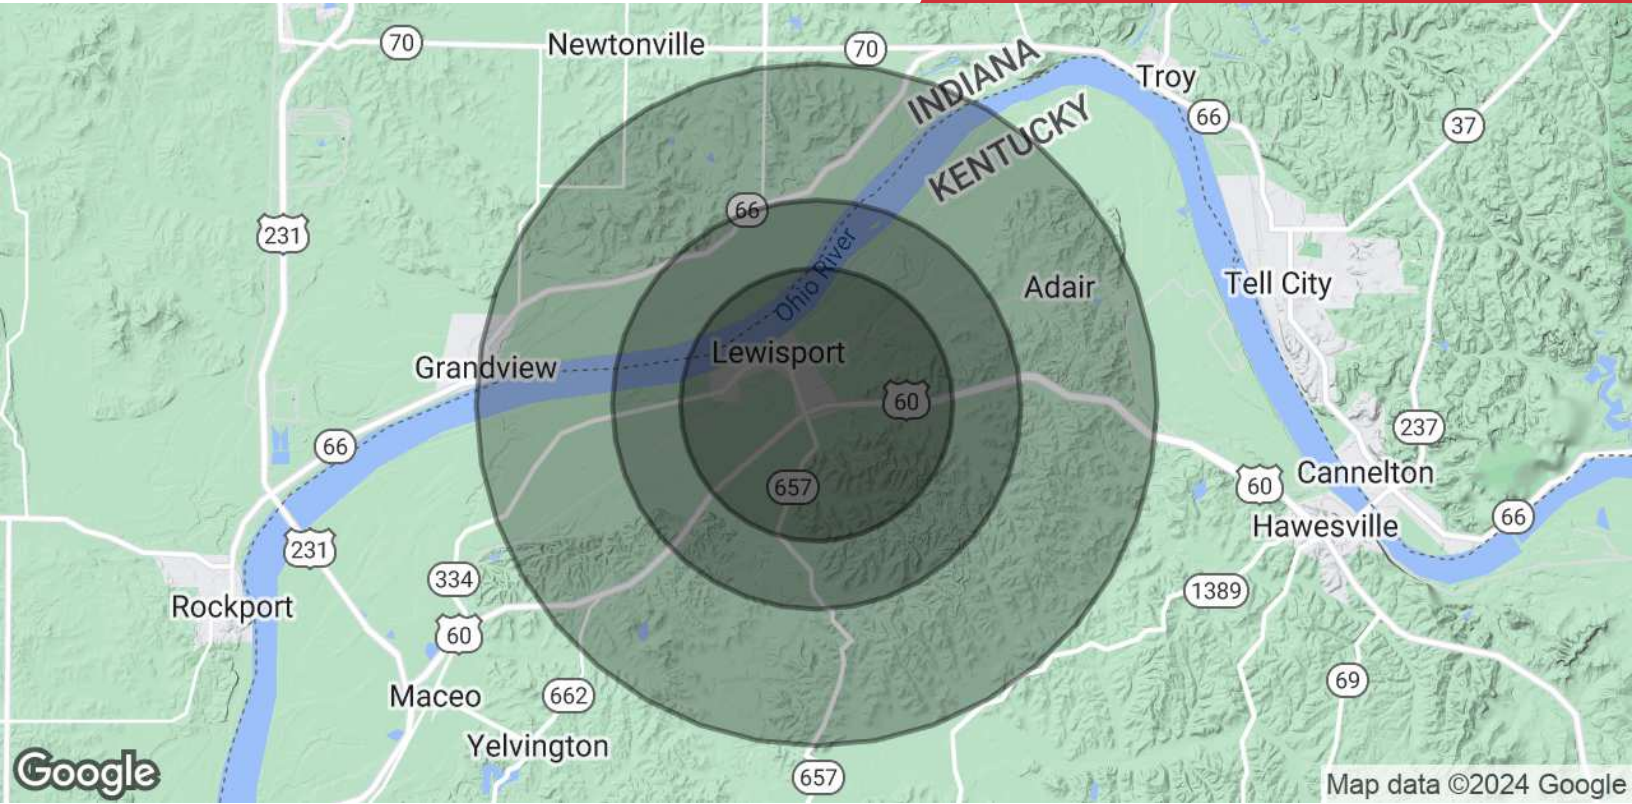 70
Newtonville
70
INDIANA
KENTUCKY
Troy
66
37
66
231
Ohio River
Adair
Tell City
Grandview
Lewisport
60
66
237
657
Cannelton
60
Hawesville
66
231
334
1389
Rockport
60
Maceo
662
69
Yelvington
657
Google
Map data ©2024 Google